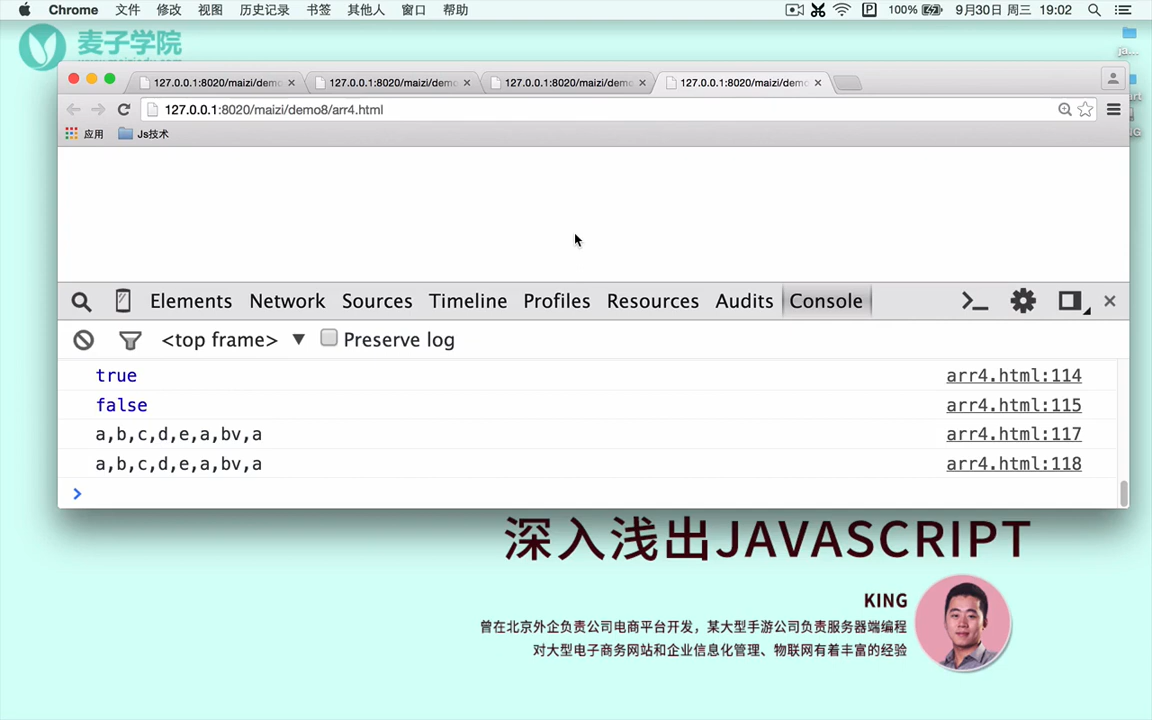 Chrome 文件 修改 视图 历史记录 书签 其他人 窗口 帮助 100% 9月30日 周三 19:02
麦子学院
127.0.0.1:8020/maizi/demo 127.0.0.1:8020/maizi/demo 127.0.0.1:8020/maizi/demo 127.0.0.1:8020/maizi/demo
127.0.0.1:8020/maizi/demo8/arr4.html
应用 Js技术
Elements Network Sources Timeline Profiles Resources Audits Console
<top frame> Preserve log
true arr4.html:114
false arr4.html:115
a,b,c,d,e,a,bv,a arr4.html:117
a,b,c,d,e,a,bv,a arr4.html:118
深入浅出JAVASCRIPT
KING
曾在北京外企负责公司电商平台开发，某大型手游公司负责服务器端编程
对大型电子商务网站和企业信息化管理、物联网有着丰富的经验